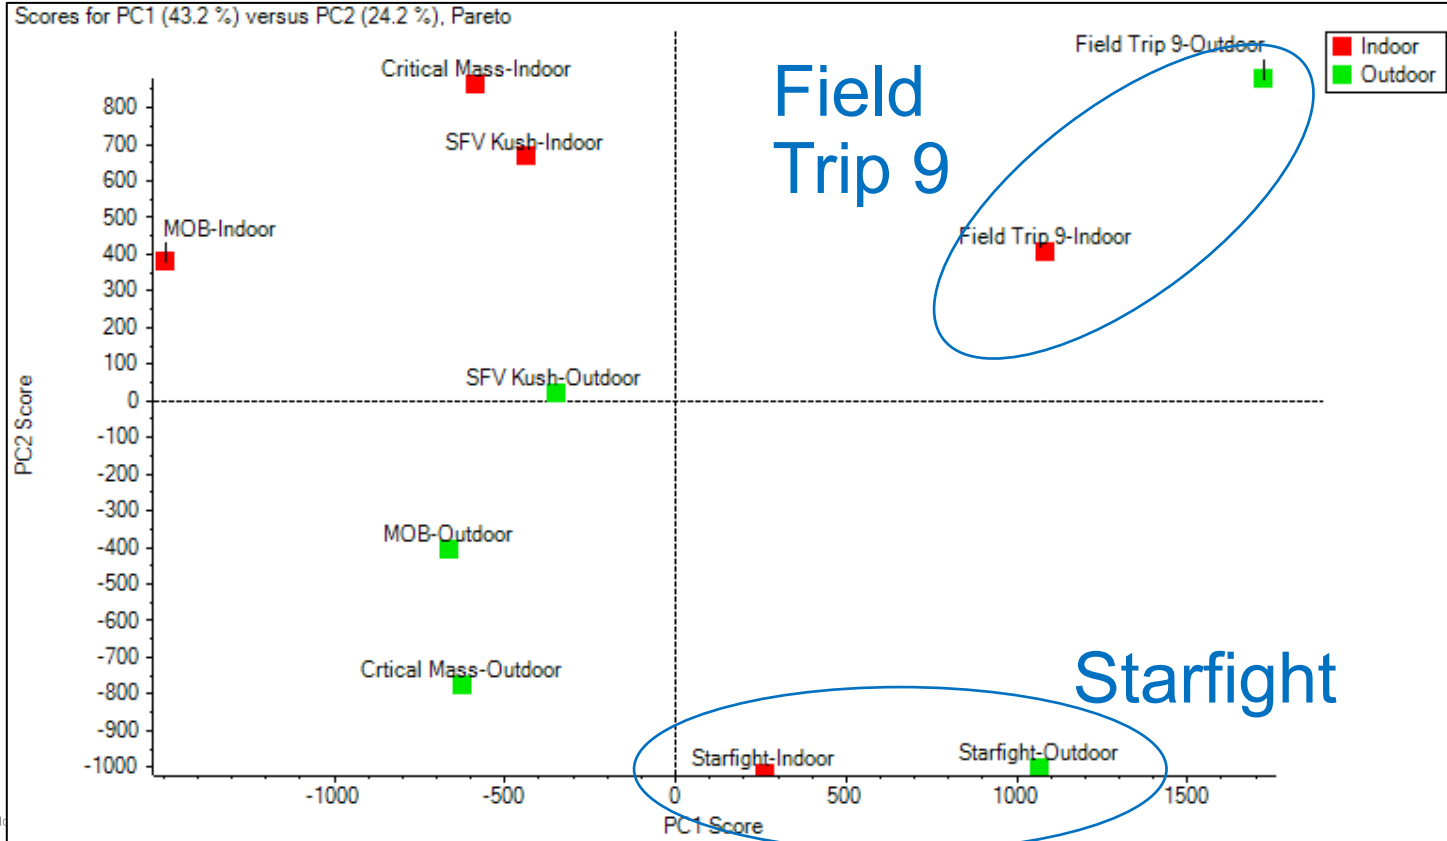 Scores for PC1 (43.2 %) versus PC2 (24.2 %), Pareto
Indoor
Outdoor
Field Trip 9-Outdoor
Critical Mass-Indoor
Field
Trip 9
SFV Kush-Indoor
MOB-Indoor
Field Trip 9-Indoor
SFV Kush-Outdoor
MOB-Outdoor
Crtical Mass-Outdoor
Starfight
Starfight-Indoor
Starfight-Outdoor
PC2 Score
800
700
600
500
400
300
200
100
0
-100
-200
-300
-400
-500
-600
-700
-800
-900
-1000
-1000 -500 0 500 1000 1500
PC1 Score